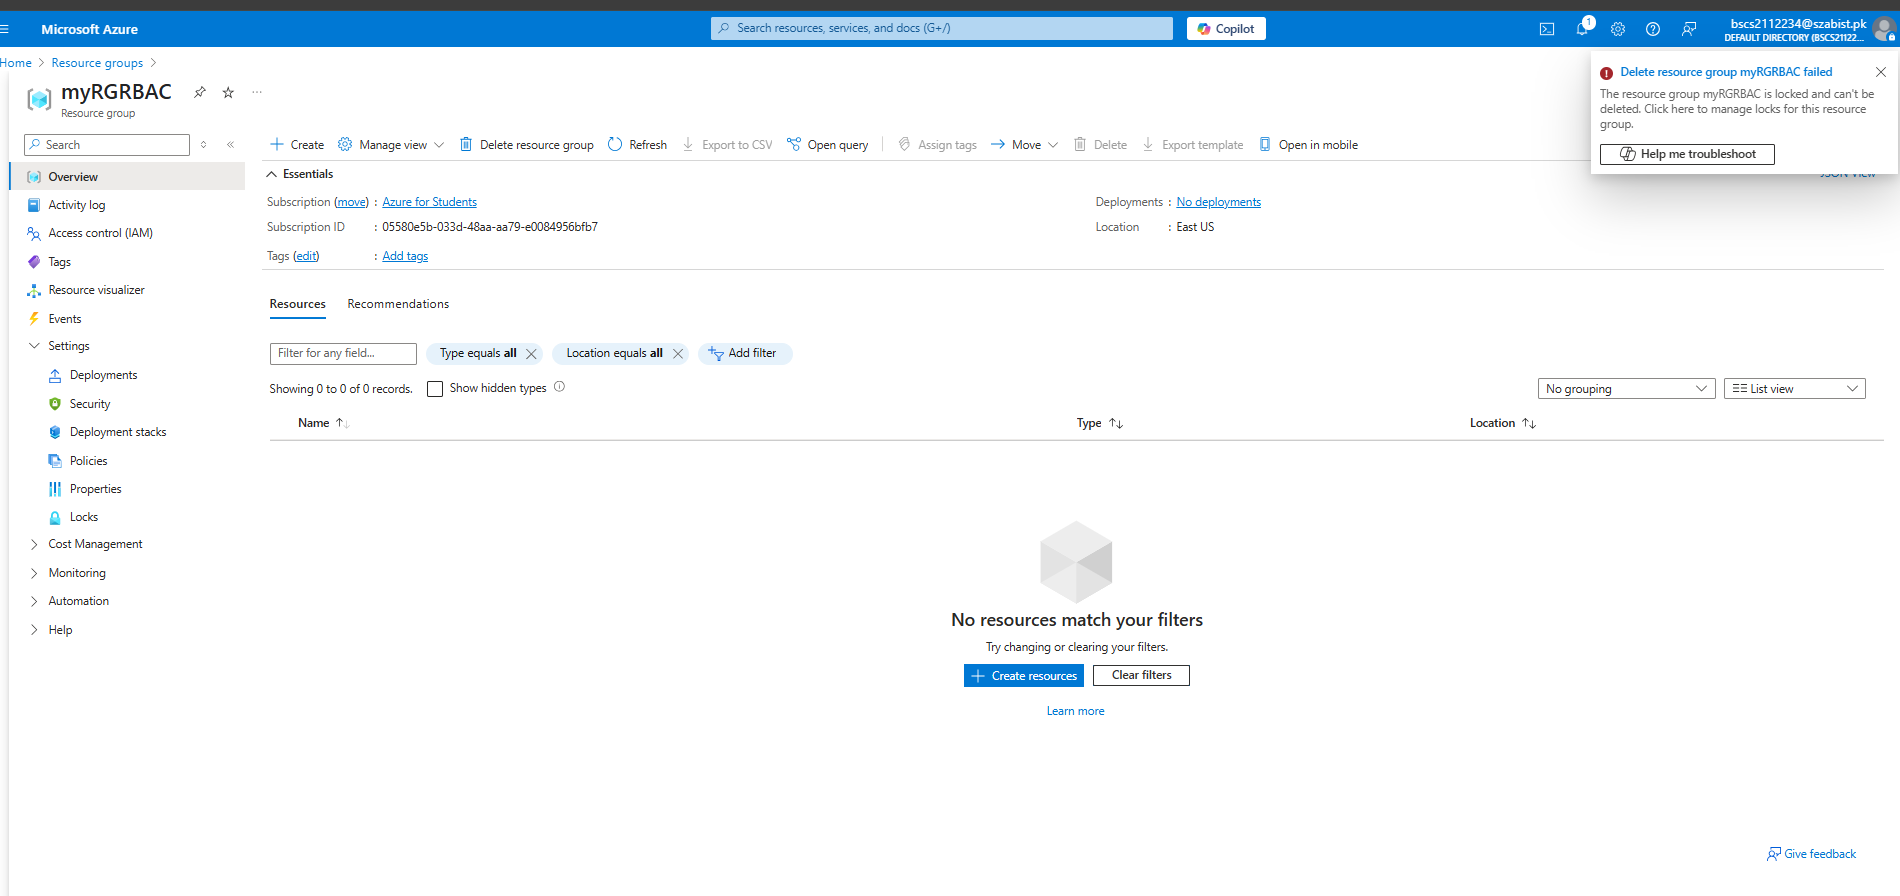 Microsoft Azure
Search resources, services, and docs (G+/)
Copilot
1
bscs2112234@szabist.pk
DEFAULT DIRECTORY (BSCS21122...
Home > Resource groups >
myRGRBAC
...
Resource group
Delete resource group myRGRBAC failed
The resource group myRGRBAC is locked and can't be
deleted. Click here to manage locks for this resource
group.
Help me troubleshoot
Search
Overview
Activity log
Access control (IAM)
Tags
Resource visualizer
Events
Settings
Deployments
Security
Deployment stacks
Policies
Properties
Locks
Cost Management
Monitoring
Automation
Help
Create Manage view Delete resource group Refresh Export to CSV Open query Assign tags Move Delete Export template Open in mobile
Essentials
JSON View
Subscription (move) : Azure for Students
Subscription ID : 05580e5b-033d-48aa-aa79-e0084956bfb7
Tags (edit) : Add tags
Deployments : No deployments
Location : East US
Resources Recommendations
Filter for any field...
Type equals all
Location equals all
Add filter
Showing 0 to 0 of 0 records.
Show hidden types
No grouping
List view
Name
Type
Location
No resources match your filters
Try changing or clearing your filters.
Create resources
Clear filters
Learn more
Give feedback